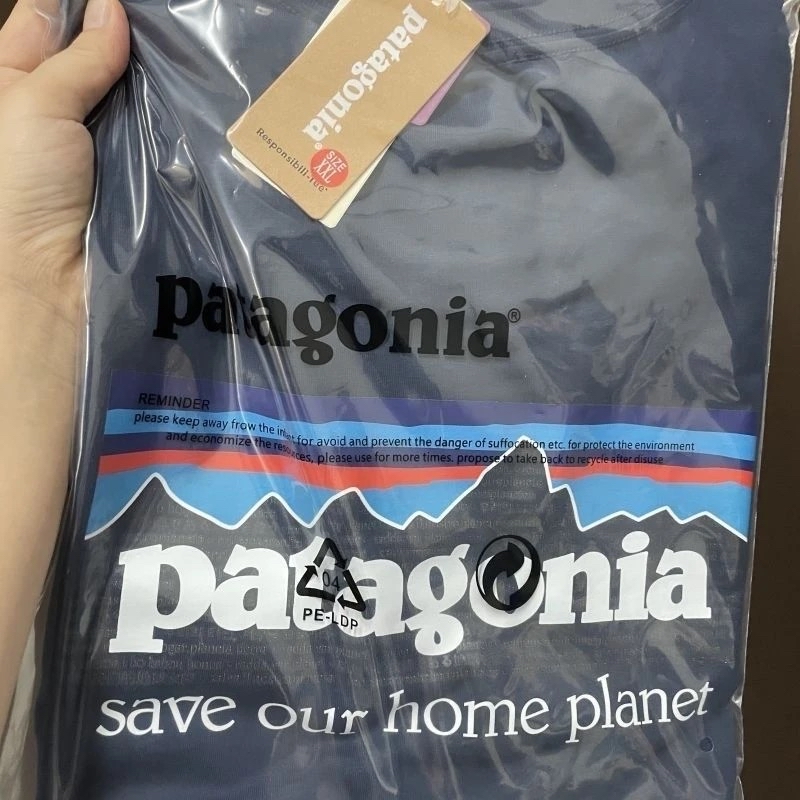 patagonia®
Responsibili-Tee®
SIZE
XXL
patagonia®
REMINDER
please keep away from the infant for avoid and prevent the danger of suffocation etc. for protect the environment
and economize the resources, please use for more times. propose to take back to recycle after disuse
patagonia
04
PE-LDP
save our home planet